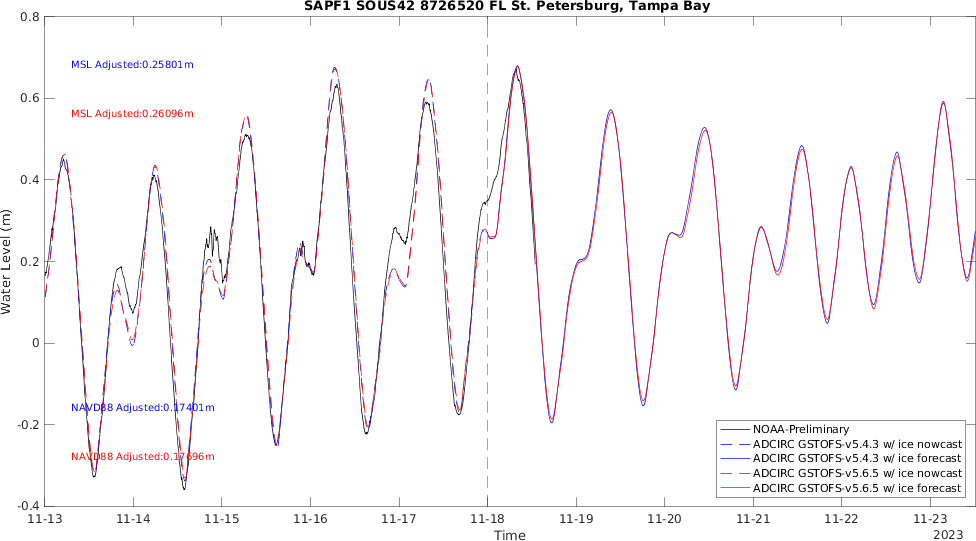 SAPF1 SOUS42 8726520 FL St. Petersburg, Tampa Bay
0.8
MSL Adjusted:0.25801m
0.6
MSL Adjusted:0.26096m
0.4
Water Level (m)
0.2
0
NAVD88 Adjusted:0.17401m
-0.2
NAVD88 Adjusted:0.17696m
NOAA-Preliminary
ADCIRC GSTOFS-v5.4.3 w/ ice nowcast
ADCIRC GSTOFS-v5.4.3 w/ ice forecast
ADCIRC GSTOFS-v5.6.5 w/ ice nowcast
ADCIRC GSTOFS-v5.6.5 w/ ice forecast
-0.4
11-13 11-14 11-15 11-16 11-17 11-18 11-19 11-20 11-21 11-22 11-23
Time
2023